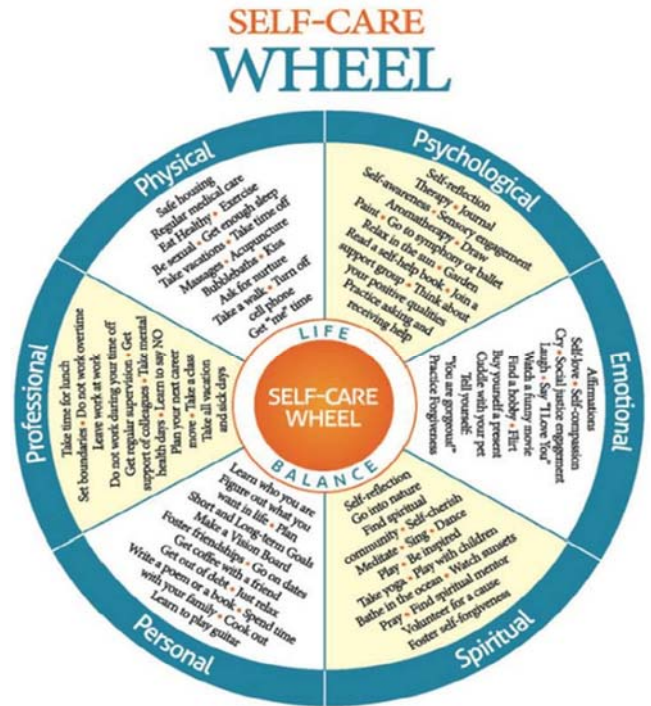 SELF-CARE
WHEEL
Physical
Safe housing
Regular medical care
Eat Healthy • Exercise
Be sexual • Get enough sleep
Take vacations • Take time off
Massages • Acupuncture
Bubblebaths • Kiss
Ask for nurture
Take a walk • Turn off
cell phone
Get "me" time
Psychological
Self-reflection
Therapy • Journal
Self-awareness • Sensory engagement
Aromatherapy • Draw
Paint • Go to symphony or ballet
Relax in the sun • Garden
Read a self-help book • Join a
support group • Think about
your positive qualities
Practice asking and
receiving help
Emotional
Affirmations
Self-love • Self-compassion
Cry • Social justice engagement
Laugh • Say "I Love You"
Watch a funny movie
Find a hobby • Flirt
Buy yourself a present
Cuddle with your pet
Tell yourself:
"You are gorgeous!"
Practice Forgiveness
Spiritual
Self-reflection
Go into nature
Find spiritual
community • Self-cherish
Meditate • Sing • Dance
Play • Be inspired
Take yoga • Play with children
Bathe in the ocean • Watch sunsets
Pray • Find spiritual mentor
Volunteer for a cause
Foster self-forgiveness
Personal
Learn who you are
Figure out what you
want in life • Plan
Short and Long-term Goals
Make a Vision Board
Foster friendships • Go on dates
Get coffee with a friend
Get out of debt • Just relax
Write a poem or a book • Spend time
with your family • Cook out
Learn to play guitar
Professional
Take time for lunch
Set boundaries • Do not work overtime
Leave work at work
Do not work during your time off
Get regular supervision • Get
support of colleagues • Take mental
health days • Learn to say NO
Plan your next career
move • Take a class
Take all vacation
and sick days
LIFE
SELF-CARE
WHEEL
BALANCE